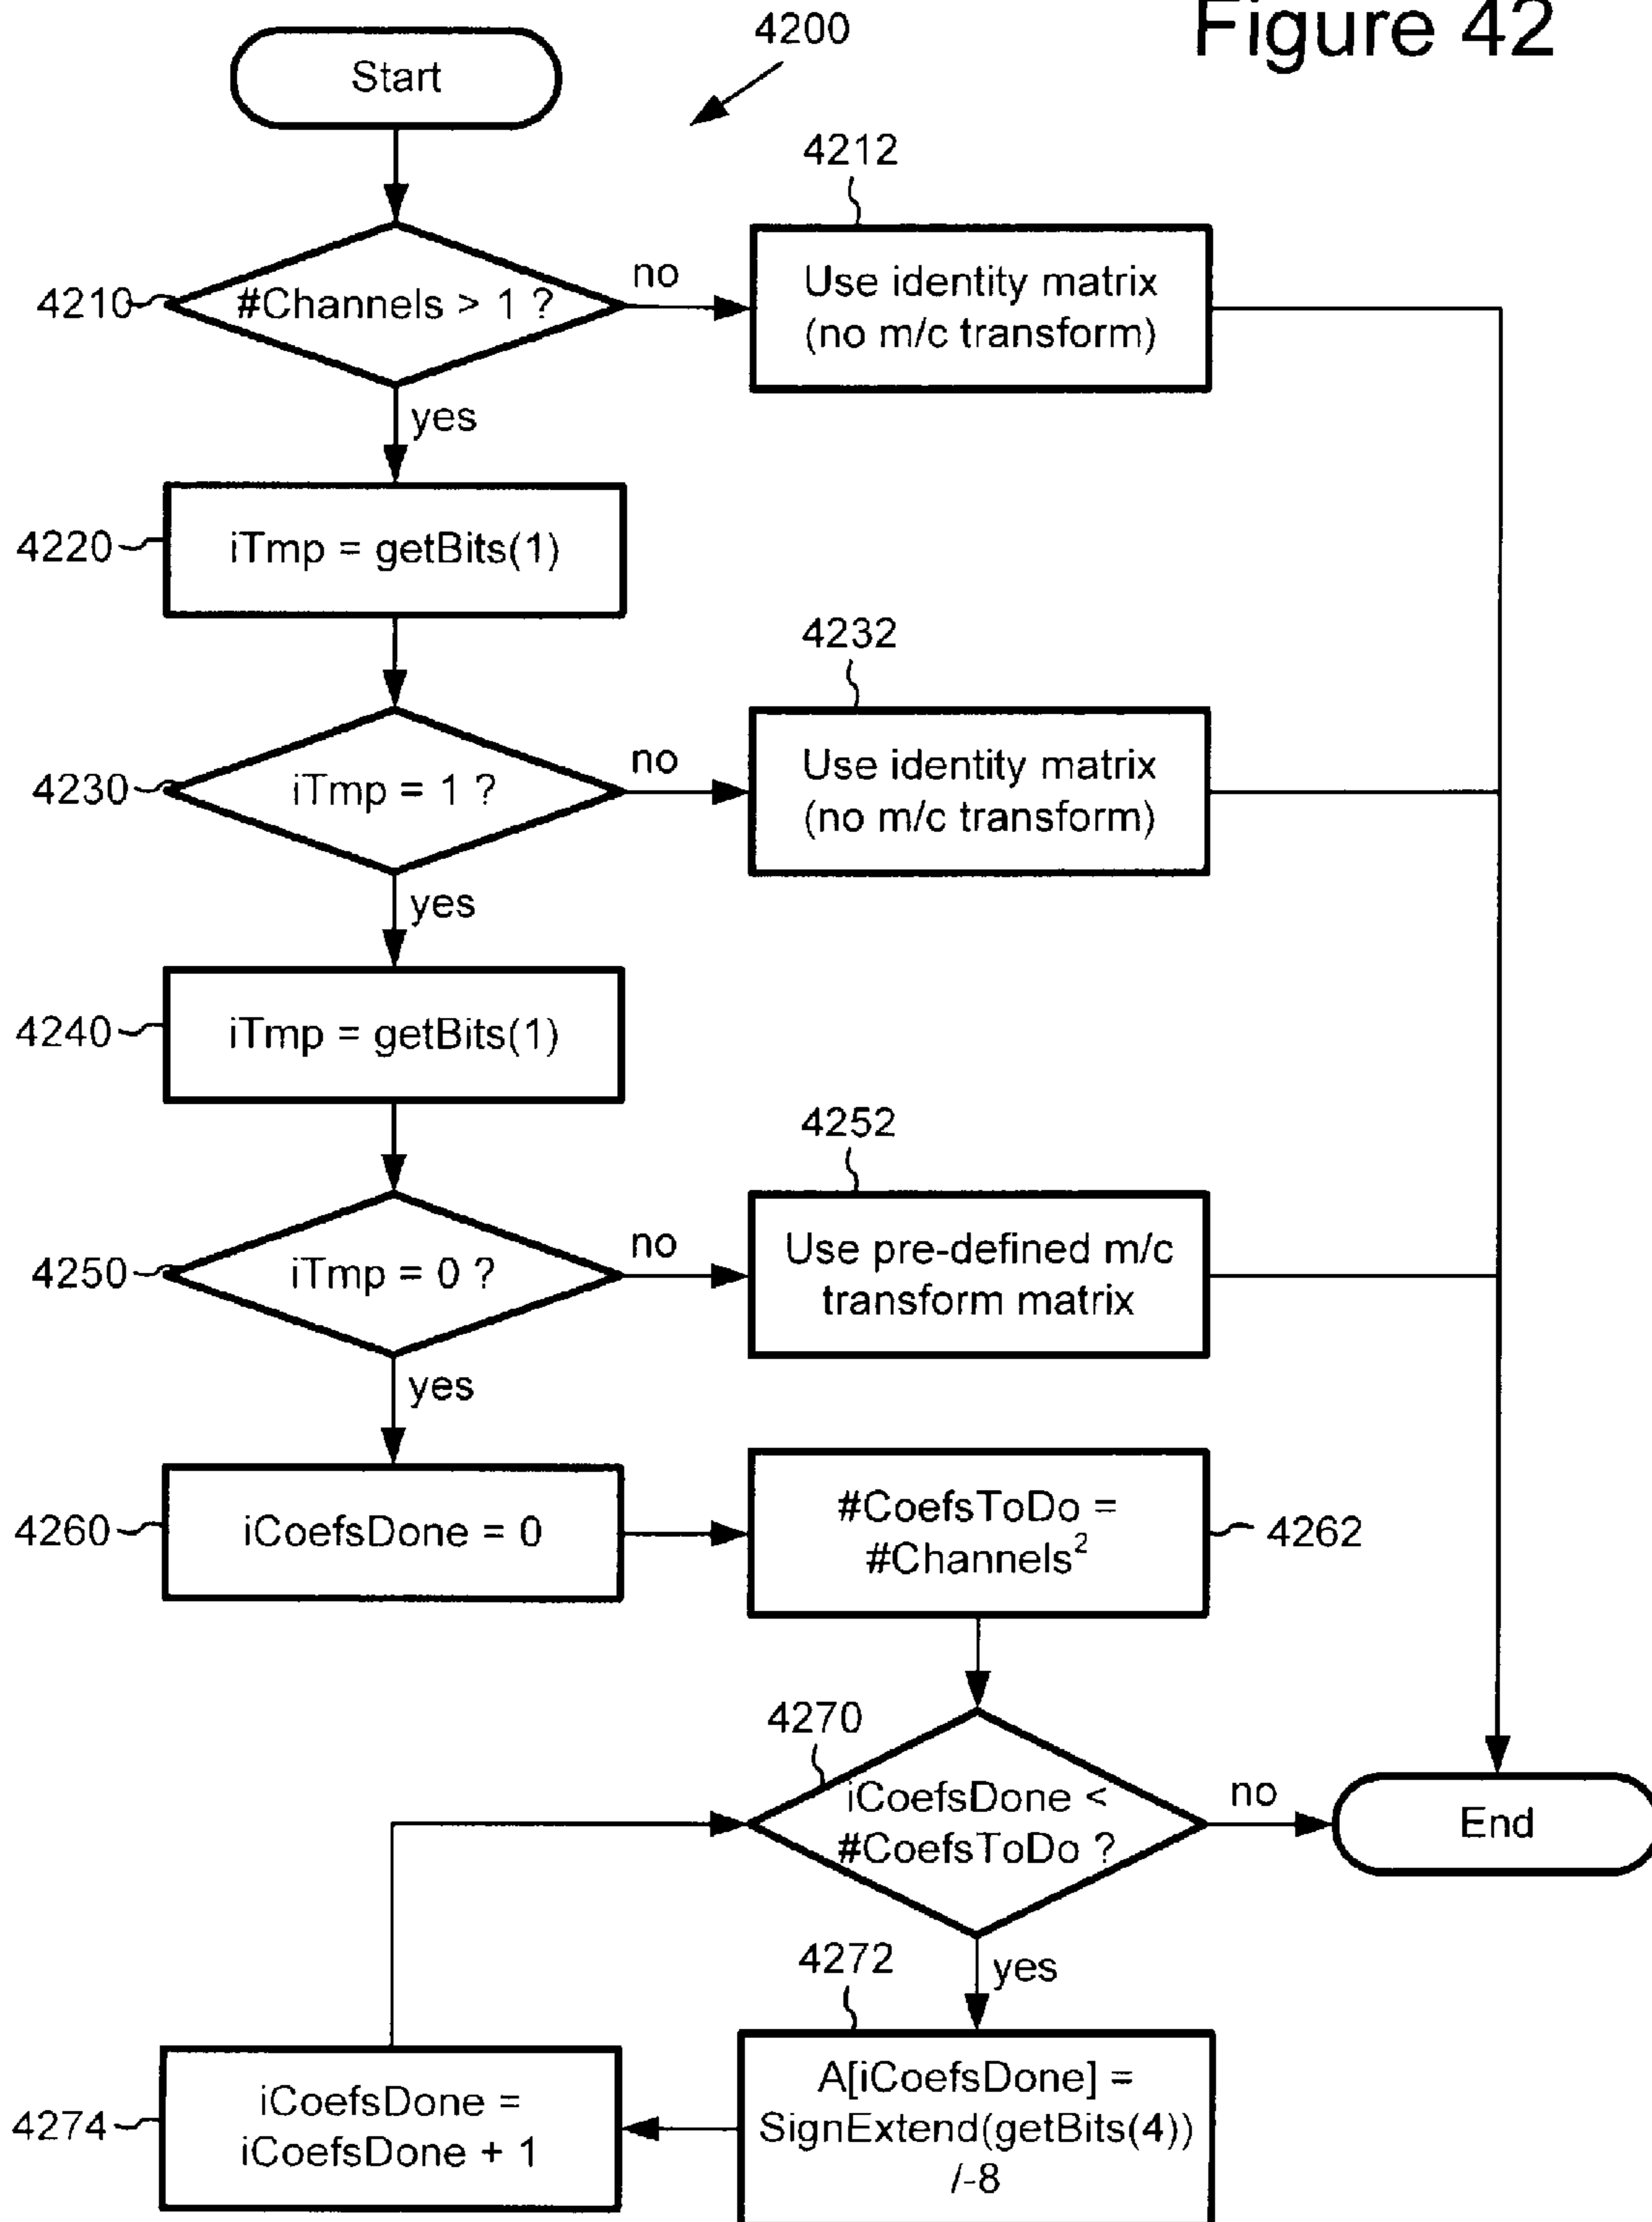 Figure 42
4200
Start
4212
4210
#Channels > 1 ?
no
Use identity matrix
(no m/c transform)
yes
4220
iTmp = getBits(1)
4232
4230
iTmp = 1 ?
no
Use identity matrix
(no m/c transform)
yes
4240
iTmp = getBits(1)
4252
4250
iTmp = 0 ?
no
Use pre-defined m/c
transform matrix
yes
4260
iCoefsDone = 0
#CoefsToDo =
#Channels²
4262
4270
iCoefsDone <
#CoefsToDo ?
no
End
yes
4272
A[iCoefsDone] =
SignExtend(getBits(4))
/-8
4274
iCoefsDone =
iCoefsDone + 1